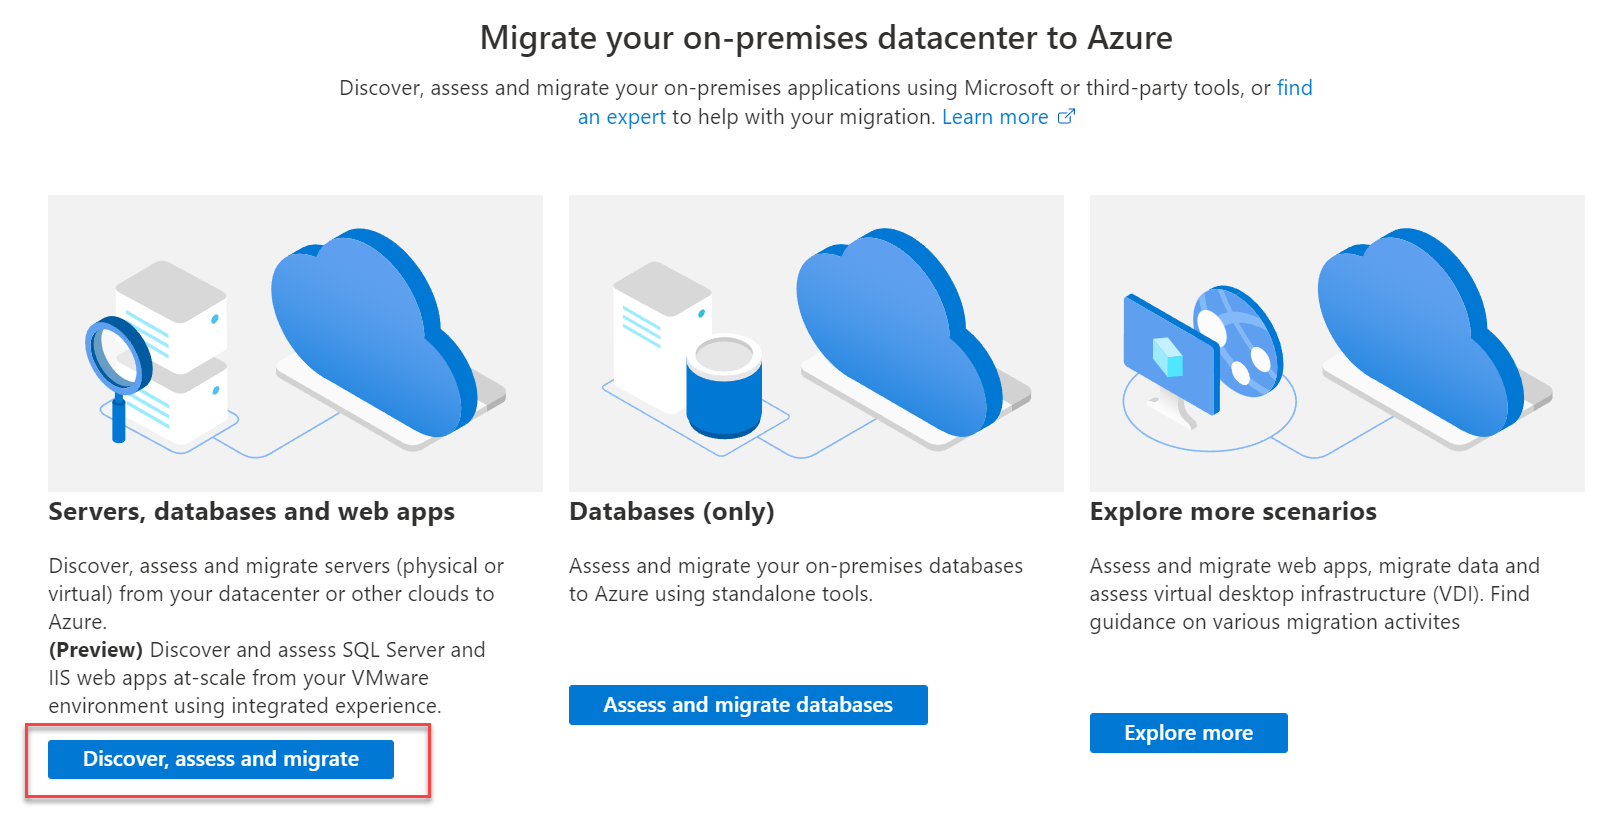 Migrate your on-premises datacenter to Azure
Discover, assess and migrate your on-premises applications using Microsoft or third-party tools, or find
an expert to help with your migration. Learn more
Servers, databases and web apps
Discover, assess and migrate servers (physical or
virtual) from your datacenter or other clouds to
Azure.
(Preview) Discover and assess SQL Server and
IIS web apps at-scale from your VMware
environment using integrated experience.
Discover, assess and migrate
Databases (only)
Assess and migrate your on-premises databases
to Azure using standalone tools.
Assess and migrate databases
Explore more scenarios
Assess and migrate web apps, migrate data and
assess virtual desktop infrastructure (VDI). Find
guidance on various migration activites
Explore more